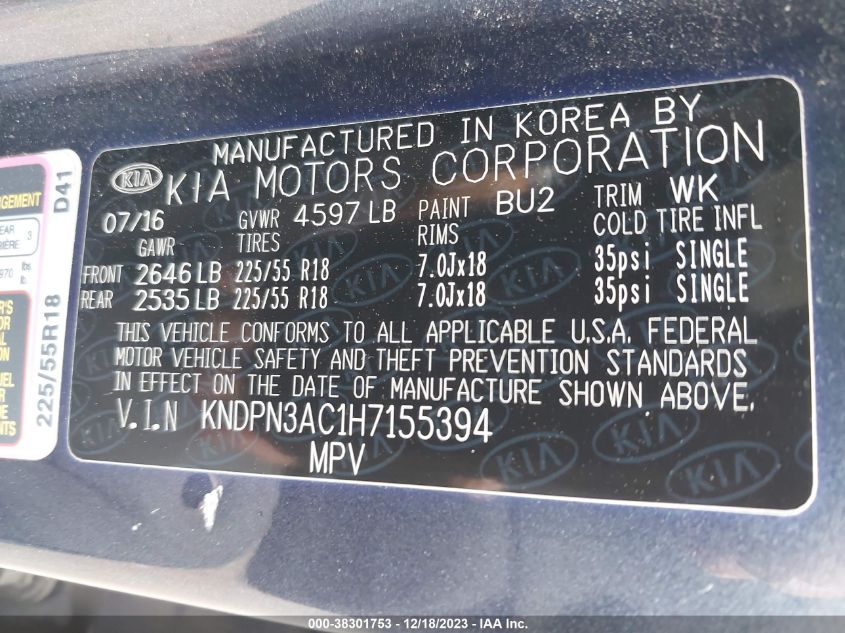 MANUFACTURED IN KOREA BY
KIA KIA MOTORS CORPORATION
07/16 GVWR 4597 LB PAINT BU2 TRIM WK
GAWR TIRES RIMS COLD TIRE INFL
FRONT 2646 LB 225/55 R18 7.0Jx18 35psi SINGLE
REAR 2535 LB 225/55 R18 7.0Jx18 35psi SINGLE
THIS VEHICLE CONFORMS TO ALL APPLICABLE U.S.A. FEDERAL
MOTOR VEHICLE SAFETY AND THEFT PREVENTION STANDARDS
IN EFFECT ON THE DATE OF MANUFACTURE SHOWN ABOVE.
V.I.N KNDPN3AC1H7155394
MPV
D41
225/55R18
3
000-38301753 - 12/18/2023 - © IAA Inc.